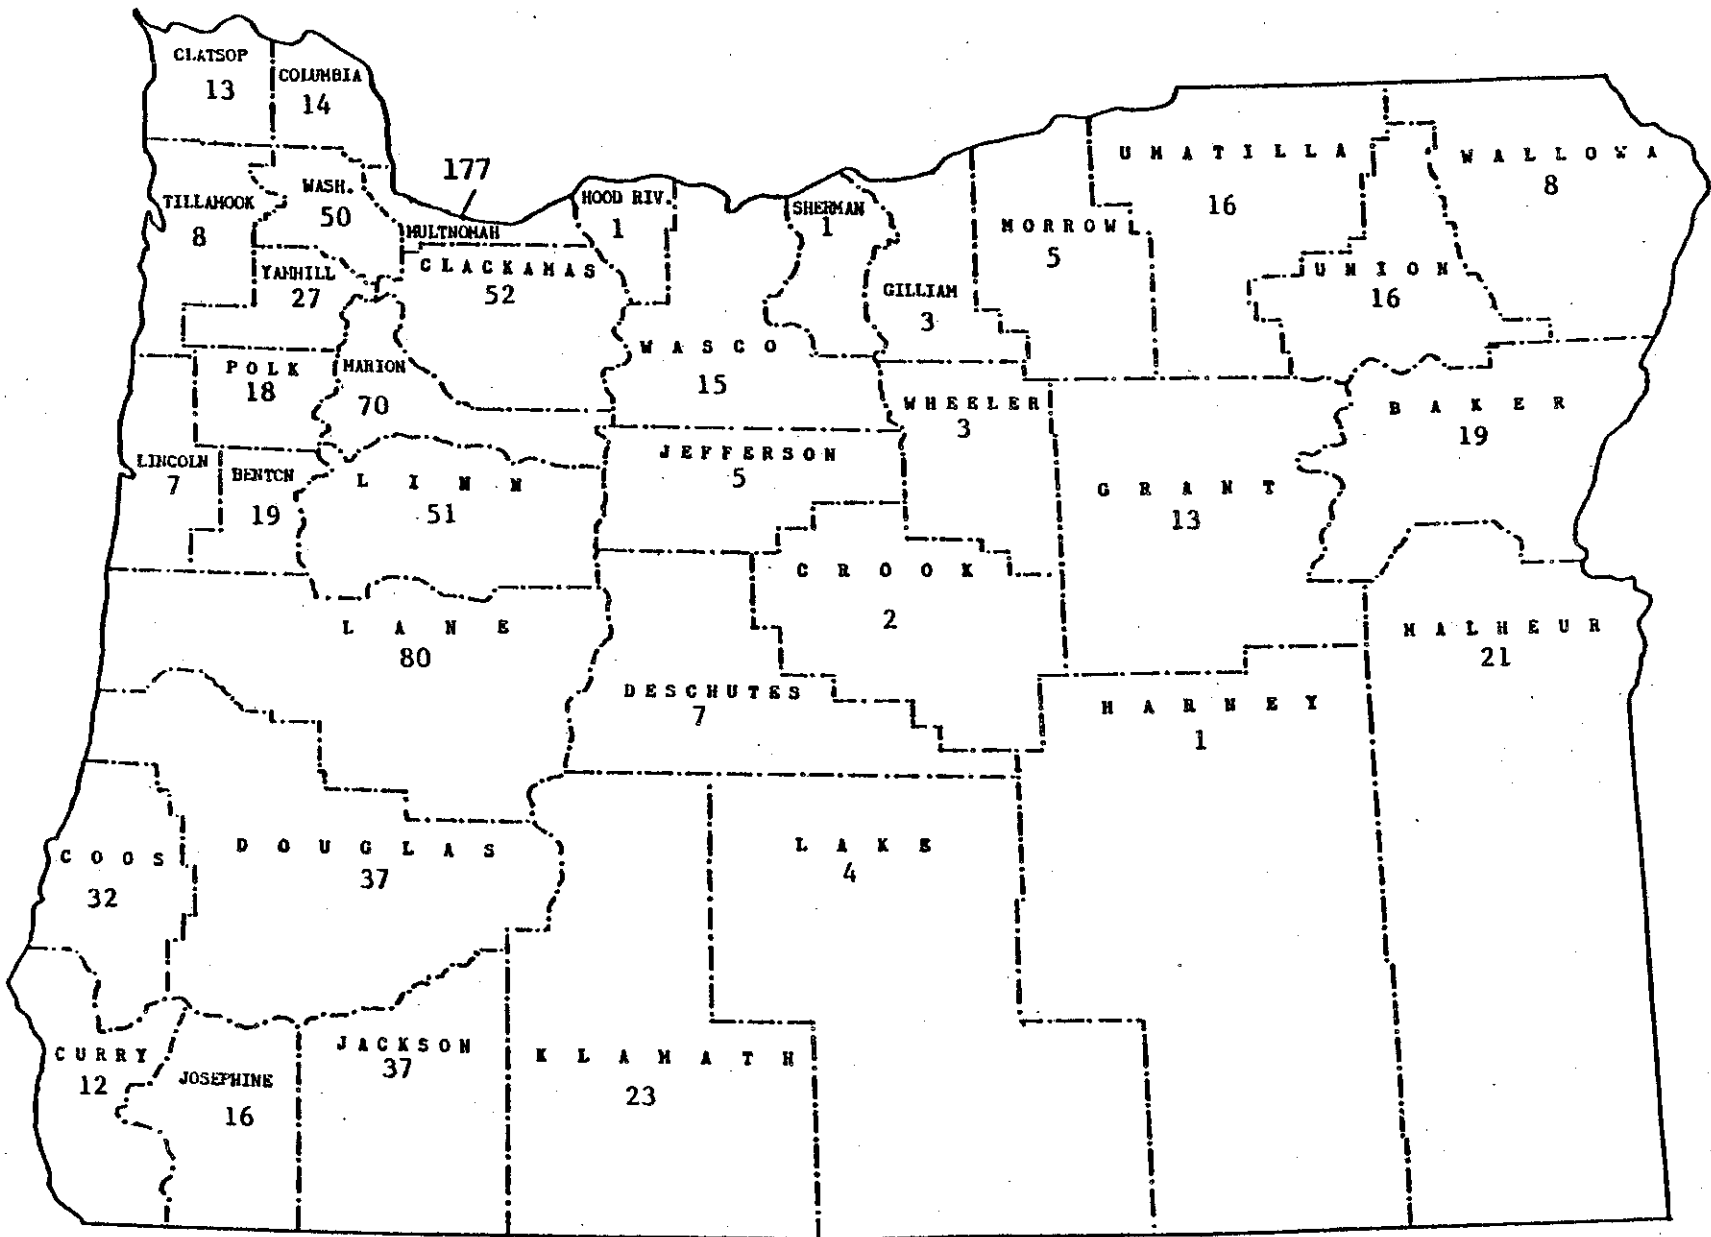 CLATSOP
13
COLUMBIA
14
177
TILLAMOOK
8
WASH.
50
MULTNOMAH
HOOD RIV.
1
SHERMAN
1
GILLIAM
3
MORROW
5
UMATILLA
16
UNION
16
WALLOWA
8
YAMHILL
27
CLACKAMAS
52
WASCO
15
POLK
18
MARION
70
WHEELER
3
BAKER
19
LINCOLN
7
BENTON
19
LINN
51
JEFFERSON
5
GRANT
13
CROOK
2
LANE
80
DESCHUTES
7
HARNEY
1
MALHEUR
21
COOS
32
DOUGLAS
37
LAKE
4
CURRY
12
JOSEPHINE
16
JACKSON
37
KLAMATH
23